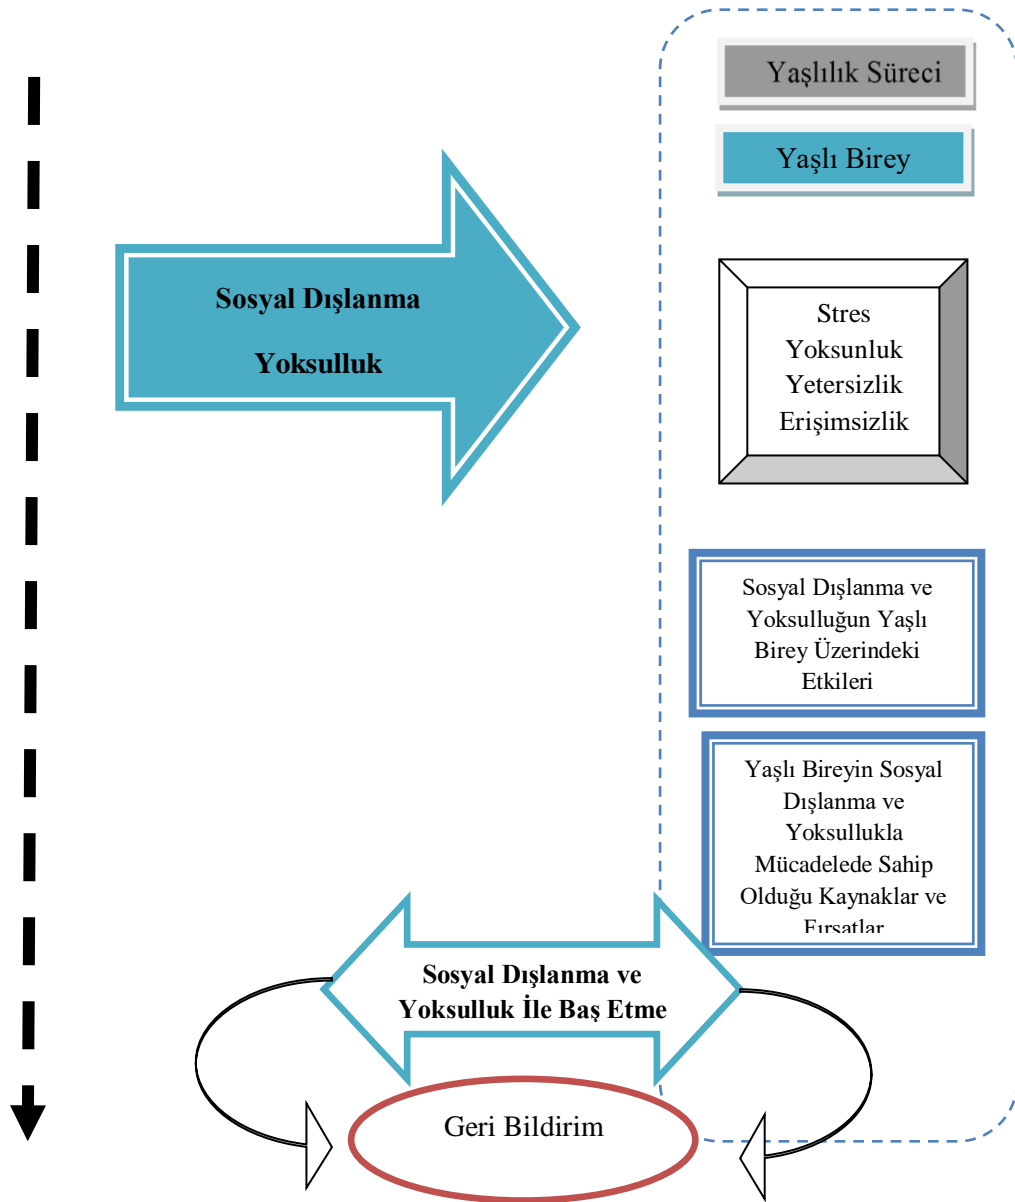 Yaşlılık Süreci
Yaşlı Birey
Sosyal Dışlanma
Yoksulluk
Stres
Yoksunluk
Yetersizlik
Erişimsizlik
Sosyal Dışlanma ve
Yoksulluğun Yaşlı
Birey Üzerindeki
Etkileri
Yaşlı Bireyin Sosyal
Dışlanma ve
Yoksullukla
Mücadelede Sahip
Olduğu Kaynaklar ve
Fırsatlar
Sosyal Dışlanma ve
Yoksulluk İle Baş Etme
Geri Bildirim